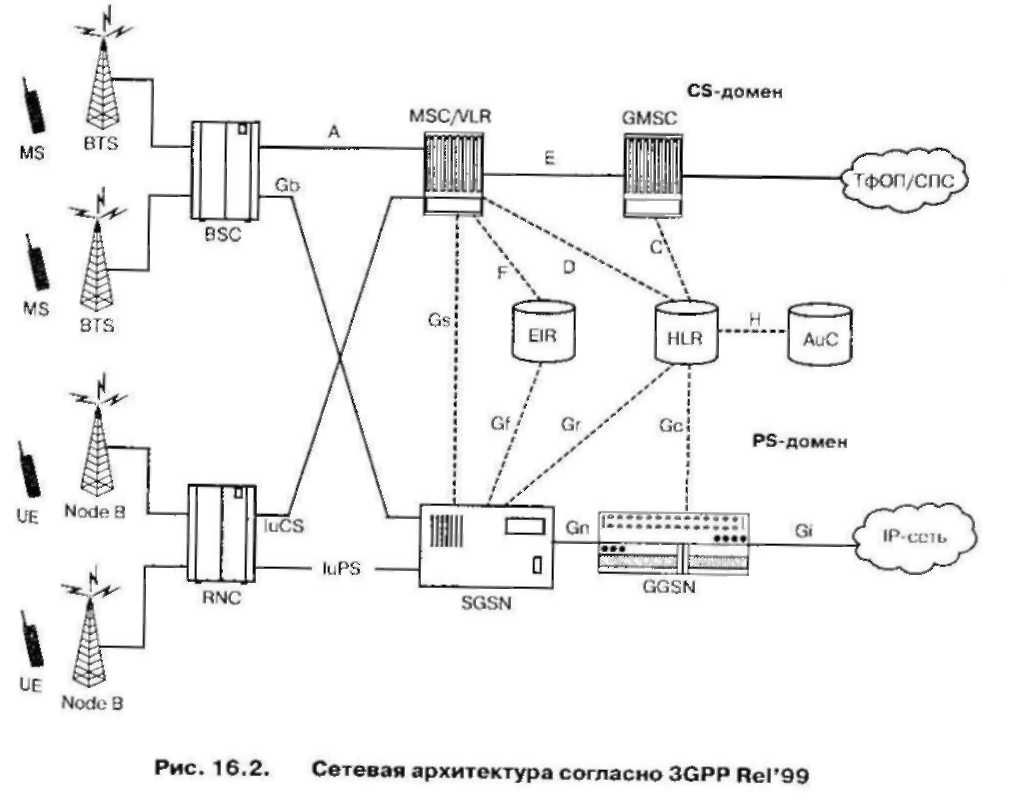 CS-домен
MSC/VLR
GMSC
MS
BTS
A
E
ТфОП/СПС
Gb
BSC
MS
BTS
F
D
C
Gs
EIR
HLR
H
AuC
Gf
Gr
Gc
PS-домен
UE
Node B
IuCS
Gn
Gi
IP-сеть
RNC
IuPS
SGSN
GGSN
UE
Node B
Рис. 16.2. Сетевая архитектура согласно 3GPP Rel'99